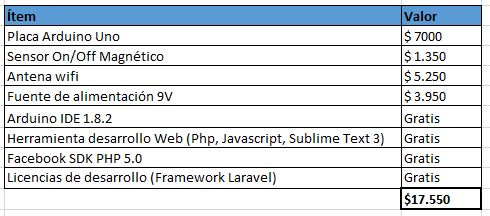 Ítem Valor
Placa Arduino Uno $ 7000
Sensor On/Off Magnético $ 1.350
Antena wifi $ 5.250
Fuente de alimentación 9V $ 3.950
Arduino IDE 1.8.2 Gratis
Herramienta desarrollo Web (Php, Javascript, Sublime Text 3) Gratis
Facebook SDK PHP 5.0 Gratis
Licencias de desarrollo (Framework Laravel) Gratis
$17.550